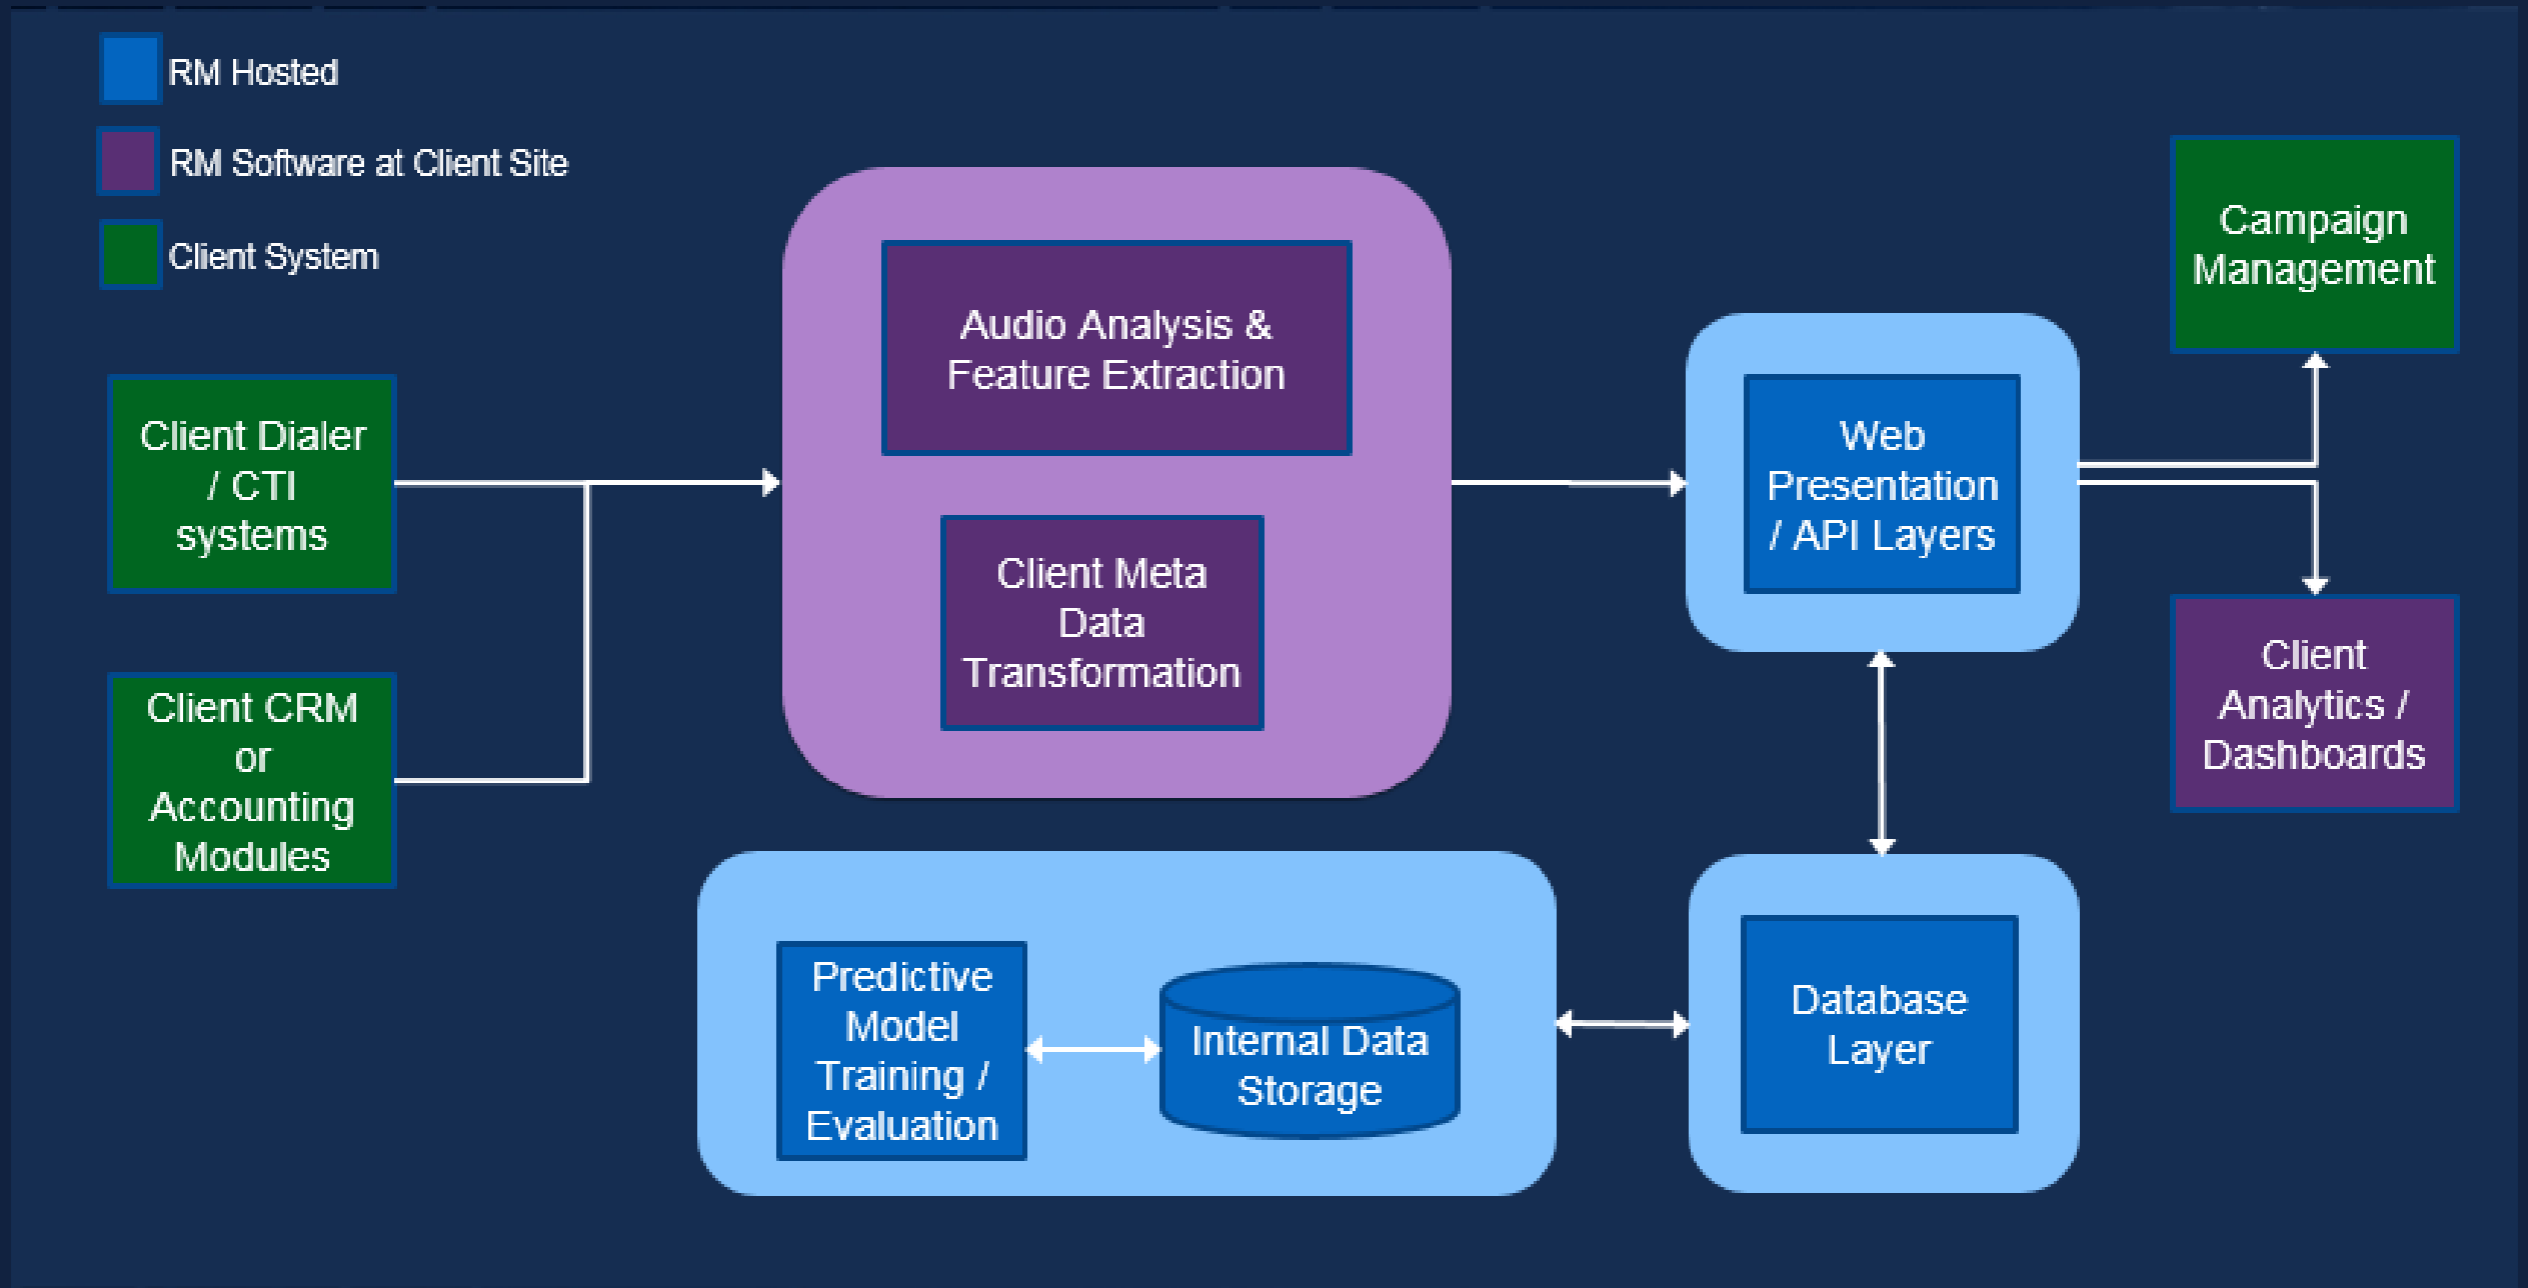 RM Hosted
RM Software at Client Site
Client System
Client Dialer
/ CTI
systems
Client CRM
or
Accounting
Modules
Audio Analysis &
Feature Extraction
Client Meta
Data
Transformation
Web
Presentation
/ API Layers
Campaign
Management
Client
Analytics /
Dashboards
Predictive
Model
Training /
Evaluation
Internal Data
Storage
Database
Layer